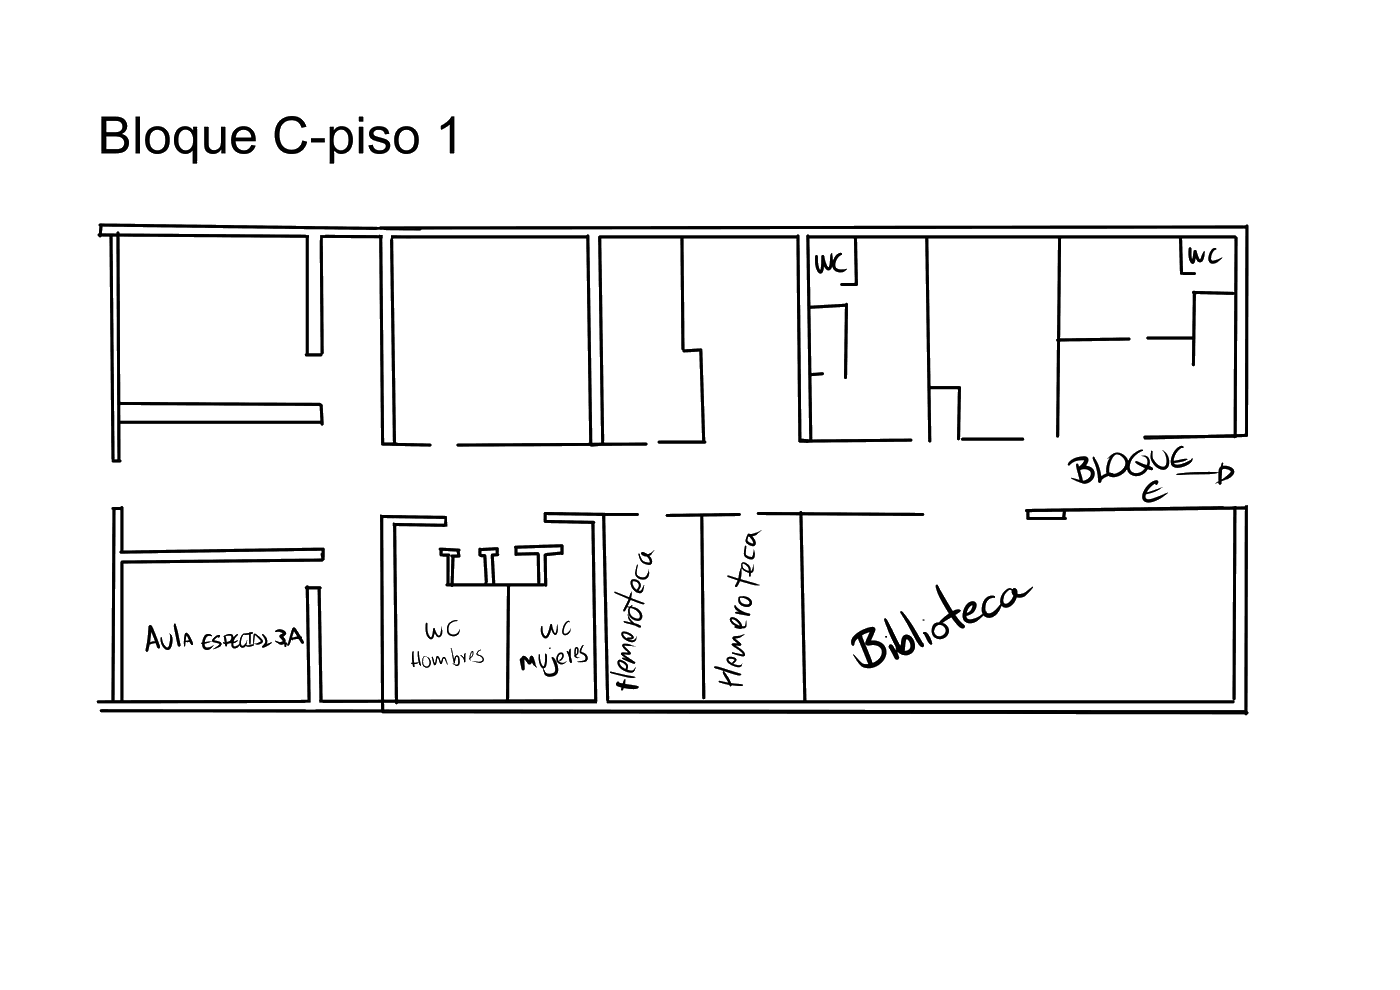 Bloque C-piso 1
WC
WC
BLOQUE
E
AULA ESPECIAL 3A
WC
Hombres
WC
mujeres
Hemeroteca
Hemeroteca
Biblioteca